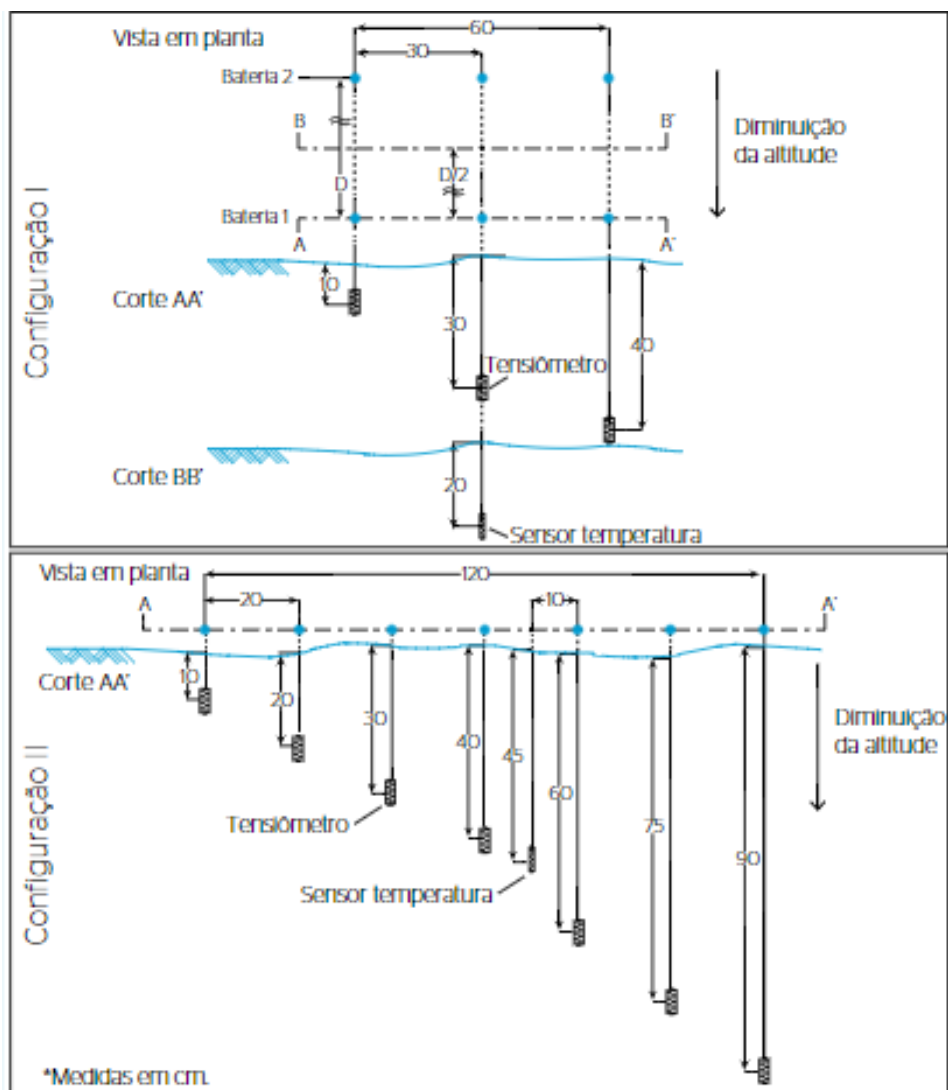 Configuração I
Vista em planta
60
30
Bateria 2
B
B'
Diminuição
da altitude
D
D/2
Bateria 1
A
A'
Corte AA'
10
30
40
Tensiômetro
Corte BB'
20
Sensor temperatura
Configuração II
Vista em planta
120
A
20
10
A'
Corte AA'
10
20
30
40
45
60
75
90
Diminuição
da altitude
Tensiômetro
Sensor temperatura
*Medidas em cm.